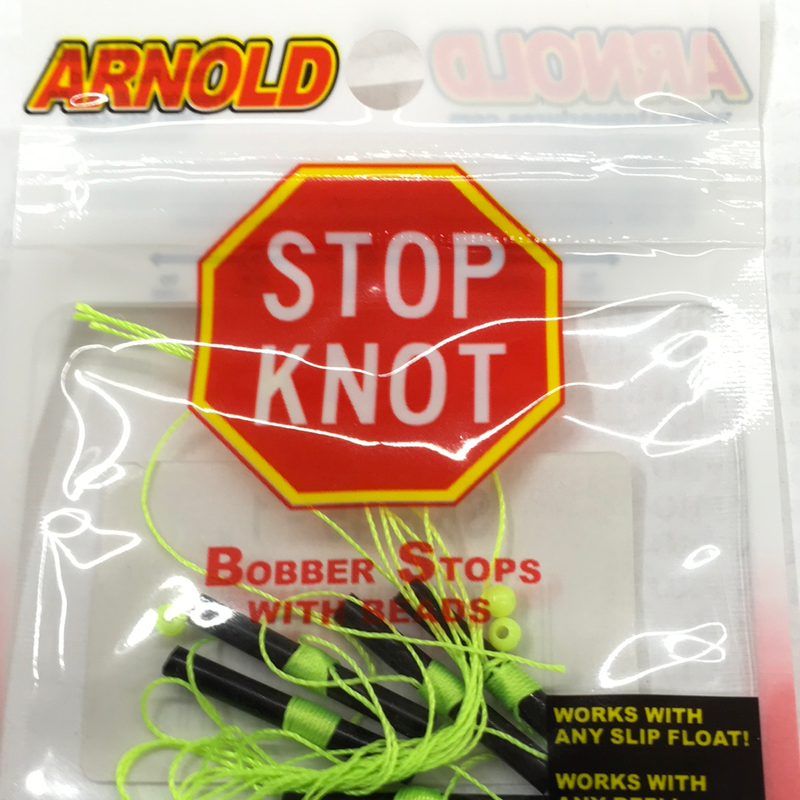 ARNOLD
STOP
KNOT
BOBBER STOPS
WITH BEADS
WORKS WITH
ANY SLIP FLOAT!
WORKS WITH